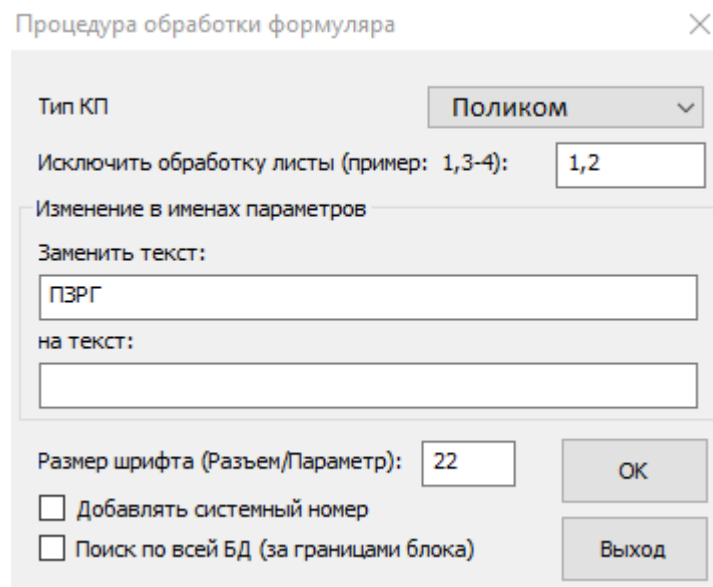 Процедура обработки формуляра
Тип КП Поликом
Исключить обработку листы (пример: 1,3-4): 1,2
Изменение в именах параметров
Заменить текст:
ПЗРГ
на текст:
Размер шрифта (Разъем/Параметр): 22 ОК
Добавлять системный номер
Поиск по всей БД (за границами блока) Выход